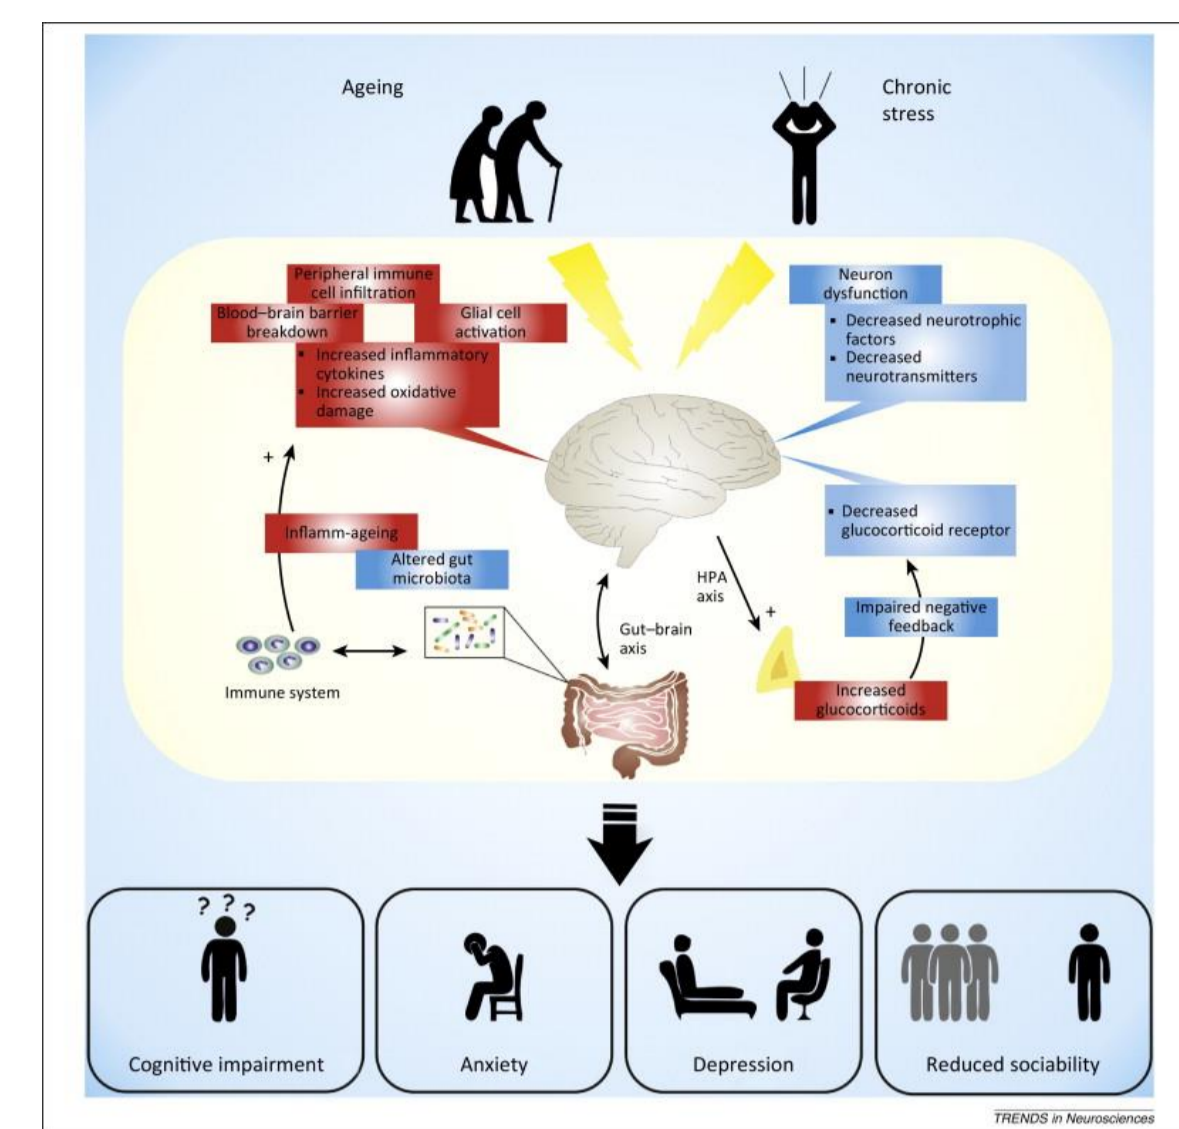 Ageing
Chronic
stress
Peripheral immune
cell infiltration
Blood–brain barrier
breakdown
Glial cell
activation
▪ Increased inflammatory
cytokines
▪ Increased oxidative
damage
Neuron
dysfunction
▪ Decreased neurotrophic
factors
▪ Decreased
neurotransmitters
+
Inflamm-ageing
Altered gut
microbiota
▪ Decreased
glucocorticoid receptor
HPA
axis
+
Impaired negative
feedback
Gut–brain
axis
Immune system
Increased
glucocorticoids
? ? ?
Cognitive impairment
Anxiety
Depression
Reduced sociability
TRENDS in Neurosciences